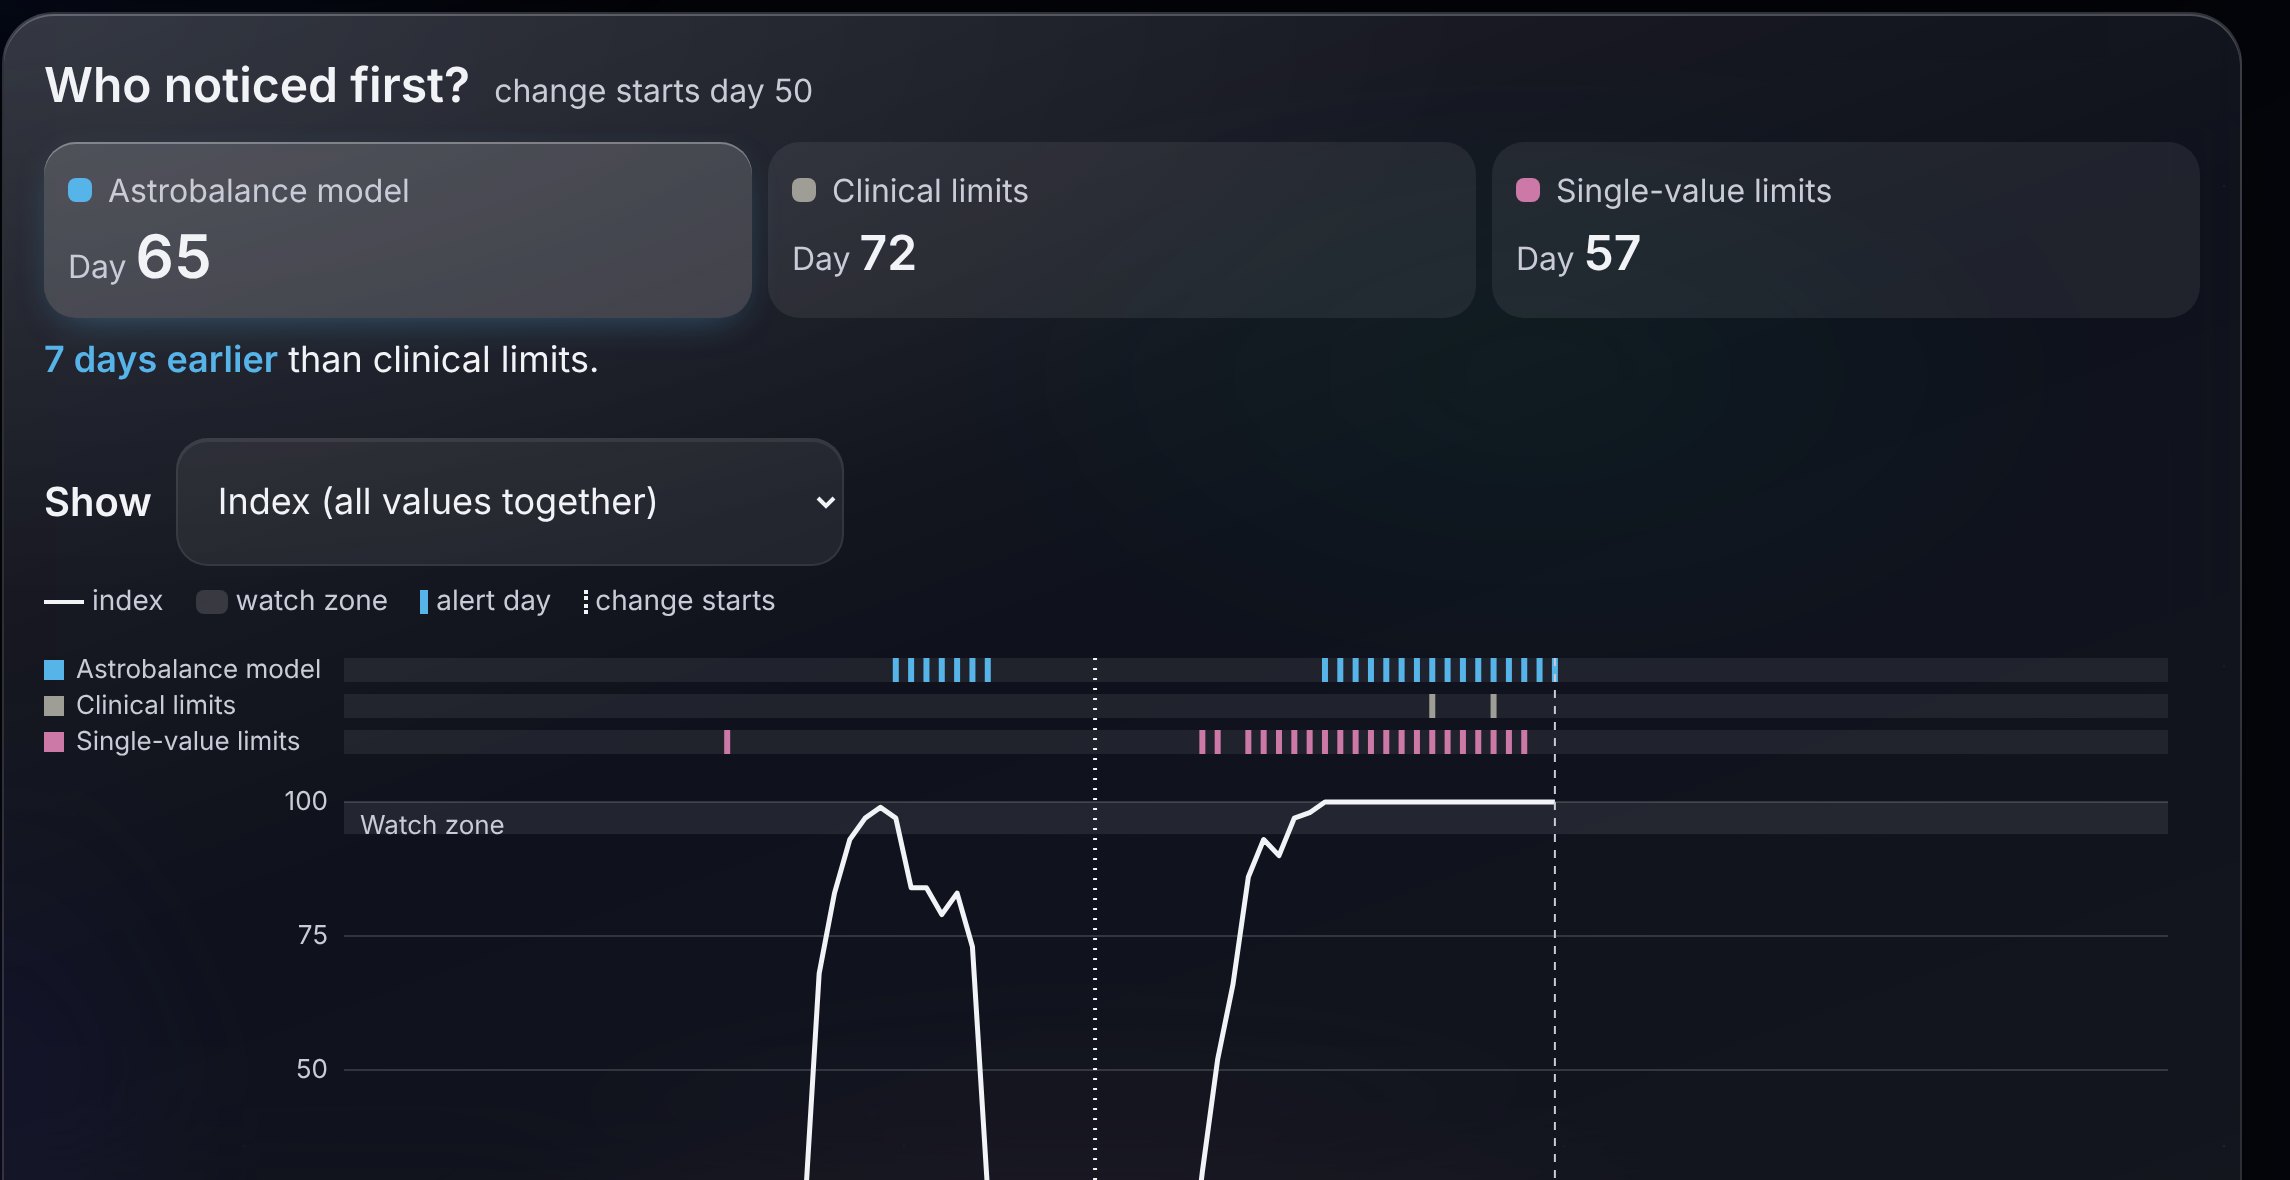 Who noticed first? change starts day 50
Astrobalance model
Day 65
Clinical limits
Day 72
Single-value limits
Day 57
7 days earlier than clinical limits.
Show Index (all values together)
index watch zone alert day change starts
Astrobalance model
Clinical limits
Single-value limits
100
Watch zone
75
50